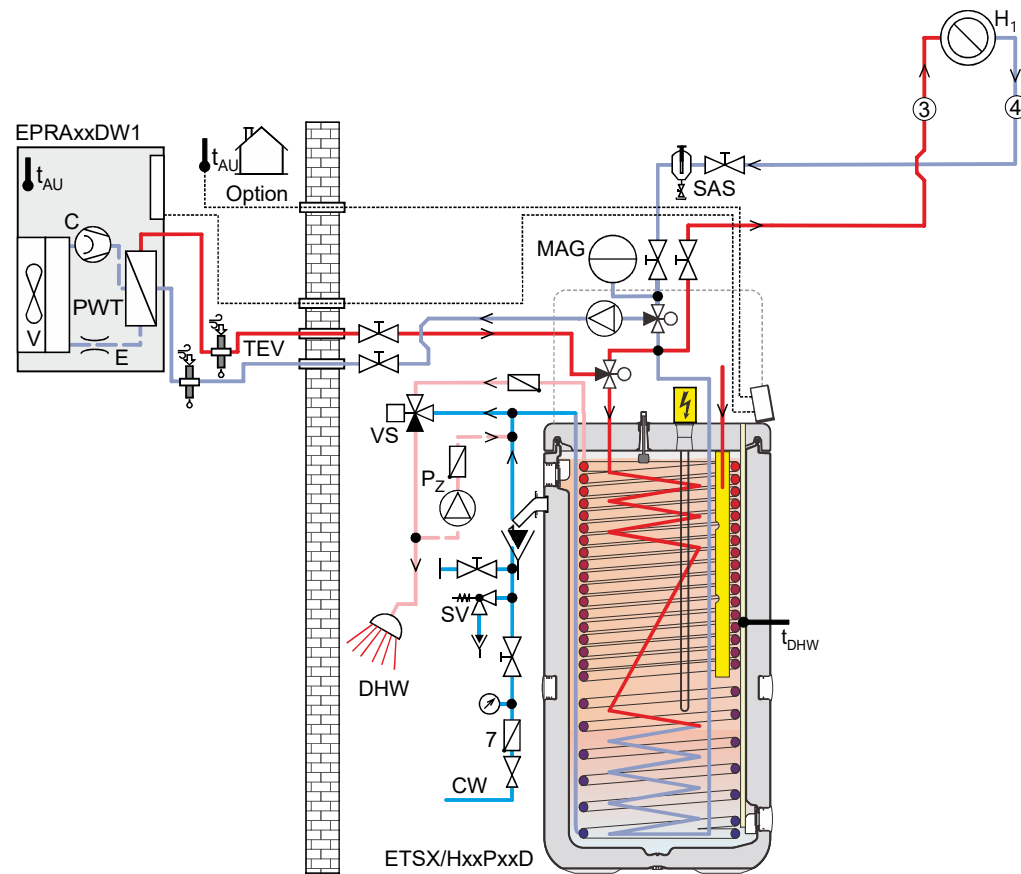 H1
3
4
EPRAxxDW1
tAU
tAU
Option
SAS
C
MAG
PWT
V
E
TEV
VS
PZ
SV
tDHW
DHW
7
CW
ETSX/HxxPxxD